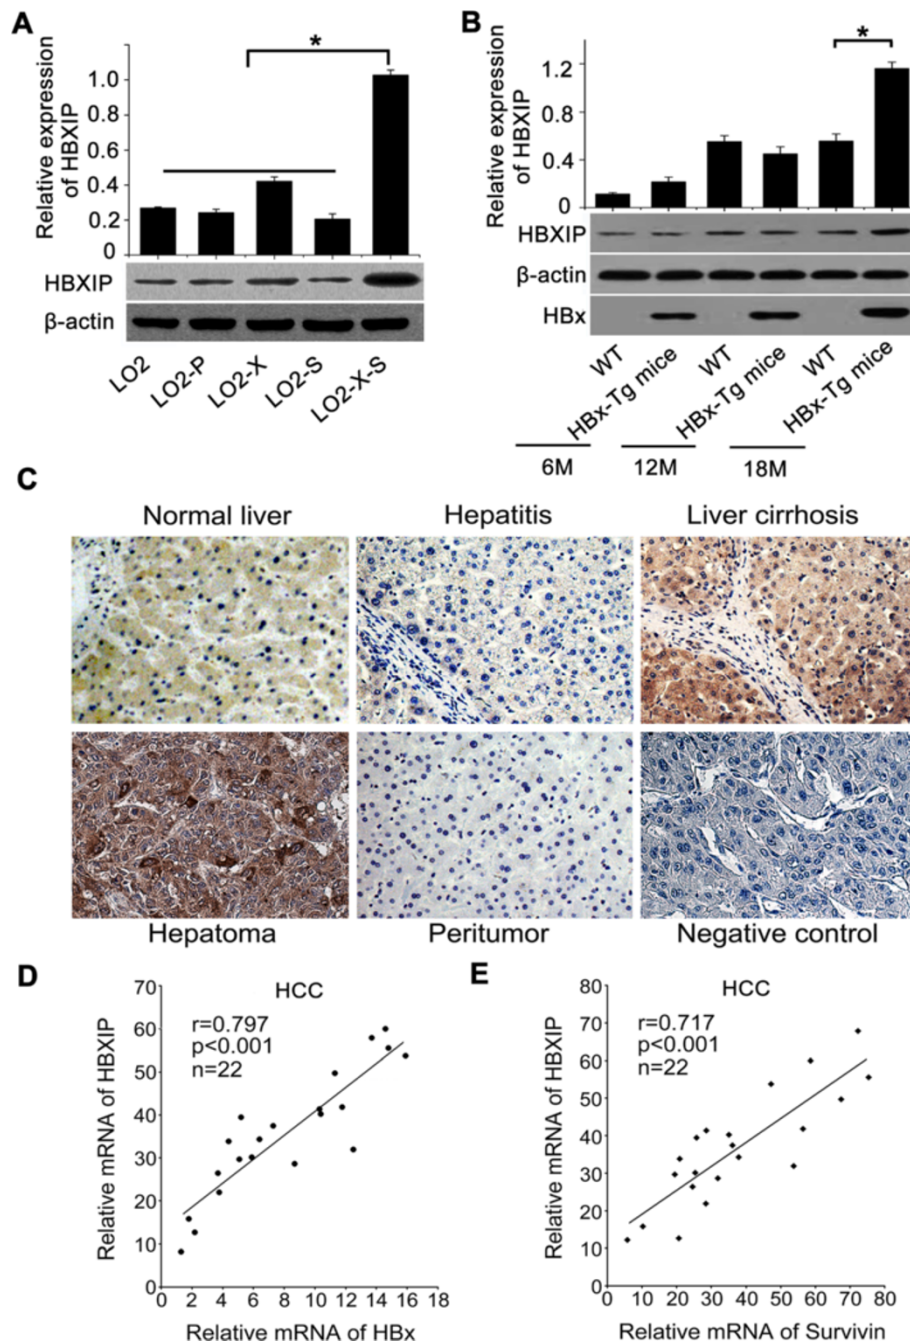 A
Relative expression
of HBXIP
1.0
0.8
0.4
0.2
0
*
HBXIP
β-actin
LO2
LO2-P
LO2-X
LO2-S
LO2-X-S
B
Relative expression
of HBXIP
1.2
0.8
0.4
0
*
HBXIP
β-actin
HBx
WT
HBx-Tg mice
WT
HBx-Tg mice
WT
HBx-Tg mice
6M
12M
18M
C
Normal liver
Hepatitis
Liver cirrhosis
Hepatoma
Peritumor
Negative control
D
HCC
r=0.797
p<0.001
n=22
Relative mRNA of HBXIP
70
60
50
40
30
20
10
0
0 2 4 6 8 10 12 14 16 18
Relative mRNA of HBx
E
HCC
r=0.717
p<0.001
n=22
Relative mRNA of HBXIP
80
70
60
50
40
30
20
10
0
0 10 20 30 40 50 60 70 80
Relative mRNA of Survivin